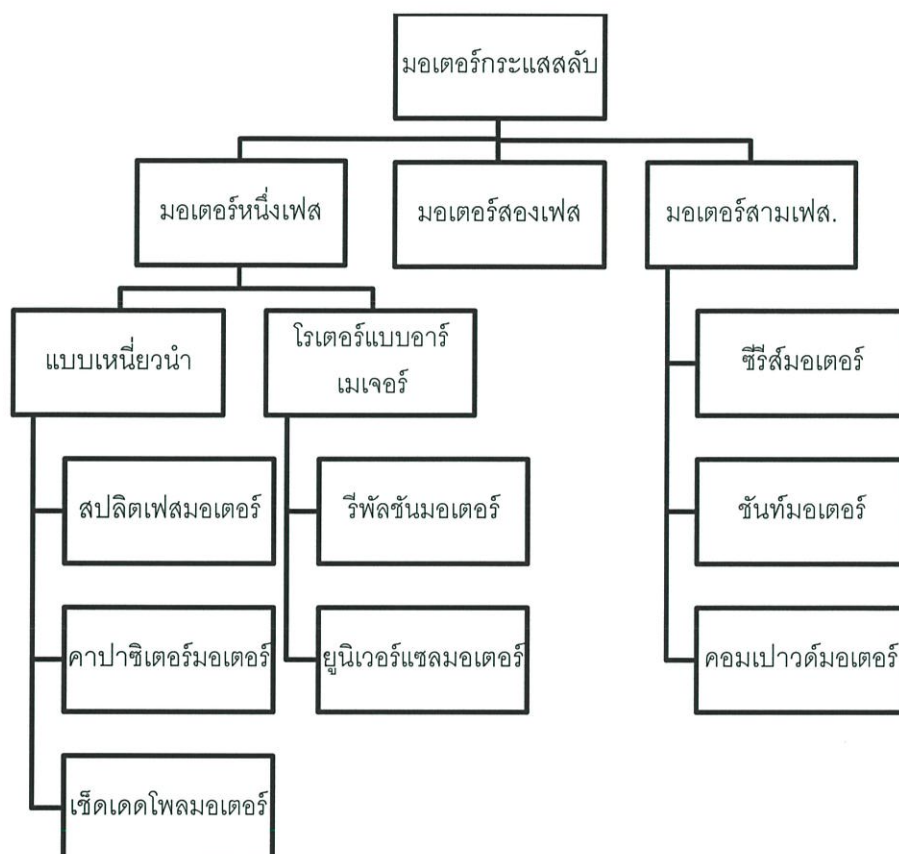 มอเตอร์กระแสสลับ
มอเตอร์หนึ่งเฟส
มอเตอร์สองเฟส
มอเตอร์สามเฟส.
แบบเหนี่ยวนำ
โรเตอร์แบบอาร์
เมเจอร์
ซีรีส์มอเตอร์
สปลิตเฟสมอเตอร์
รีพัลชันมอเตอร์
ชันท์มอเตอร์
คาปาซิเตอร์มอเตอร์
ยูนิเวอร์แซลมอเตอร์
คอมเปาวด์มอเตอร์
เช็ดเดดโพลมอเตอร์